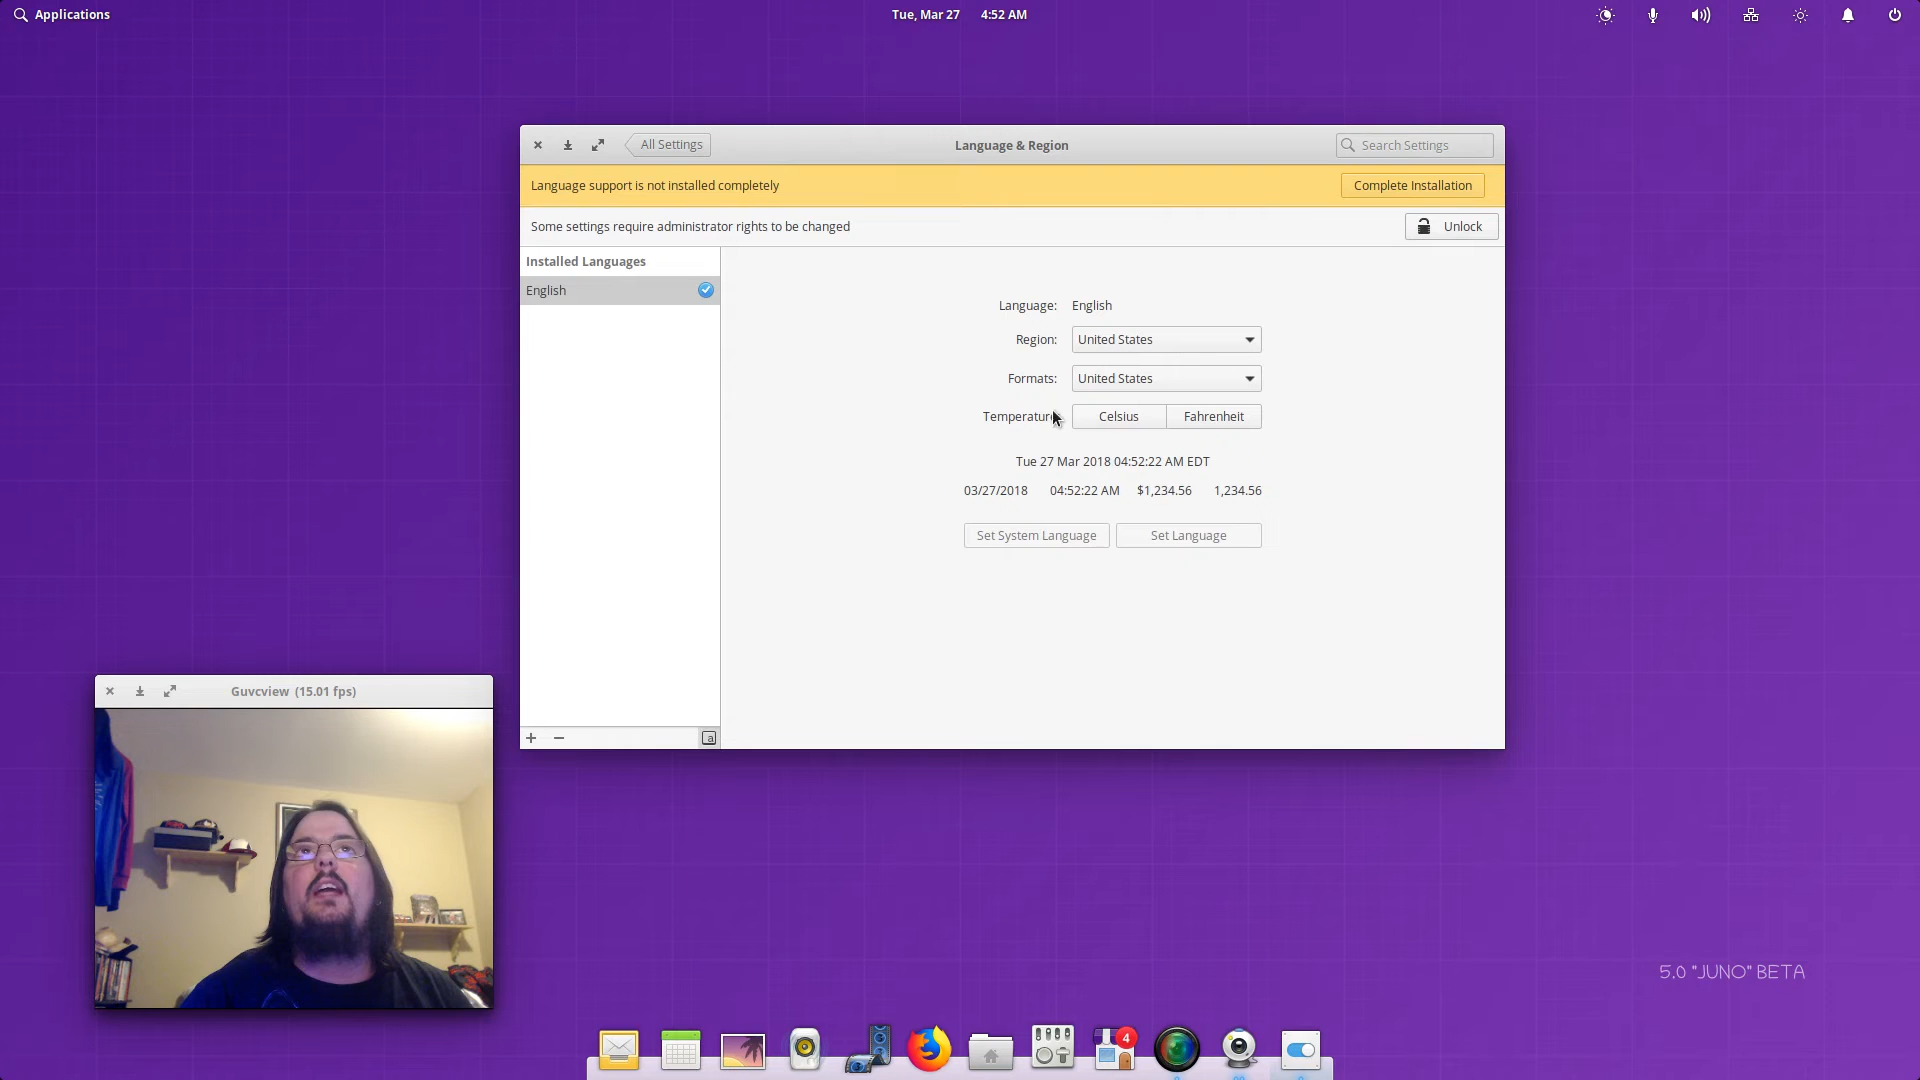 Applications
Tue, Mar 27 4:52 AM
All Settings
Language & Region
Search Settings
Language support is not installed completely
Complete Installation
Some settings require administrator rights to be changed
Unlock
Installed Languages
English
Language: English
Region: United States
Formats: United States
Temperature
Celsius Fahrenheit
Tue 27 Mar 2018 04:52:22 AM EDT
03/27/2018 04:52:22 AM $1,234.56 1,234.56
Set System Language Set Language
a
Guvcview (15.01 fps)
5.0 "JUNO" BETA
4